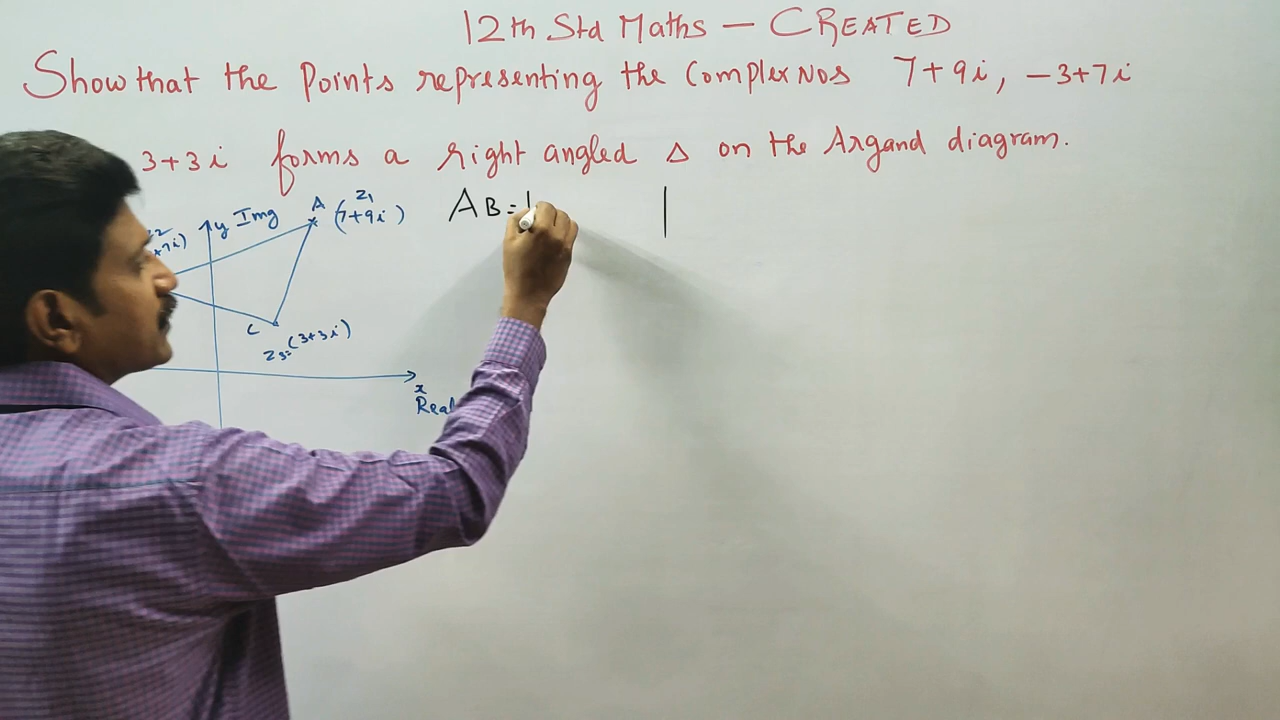 12th Std Maths — CREATED
Show that the Points representing the Complex Nos 7+9i, −3+7i
3+3i forms a right angled Δ on the Argand diagram.
y Img
A Z1
(7+9i)
+7i)
C
Z3=(3+3i)
x
Real
AB=| |